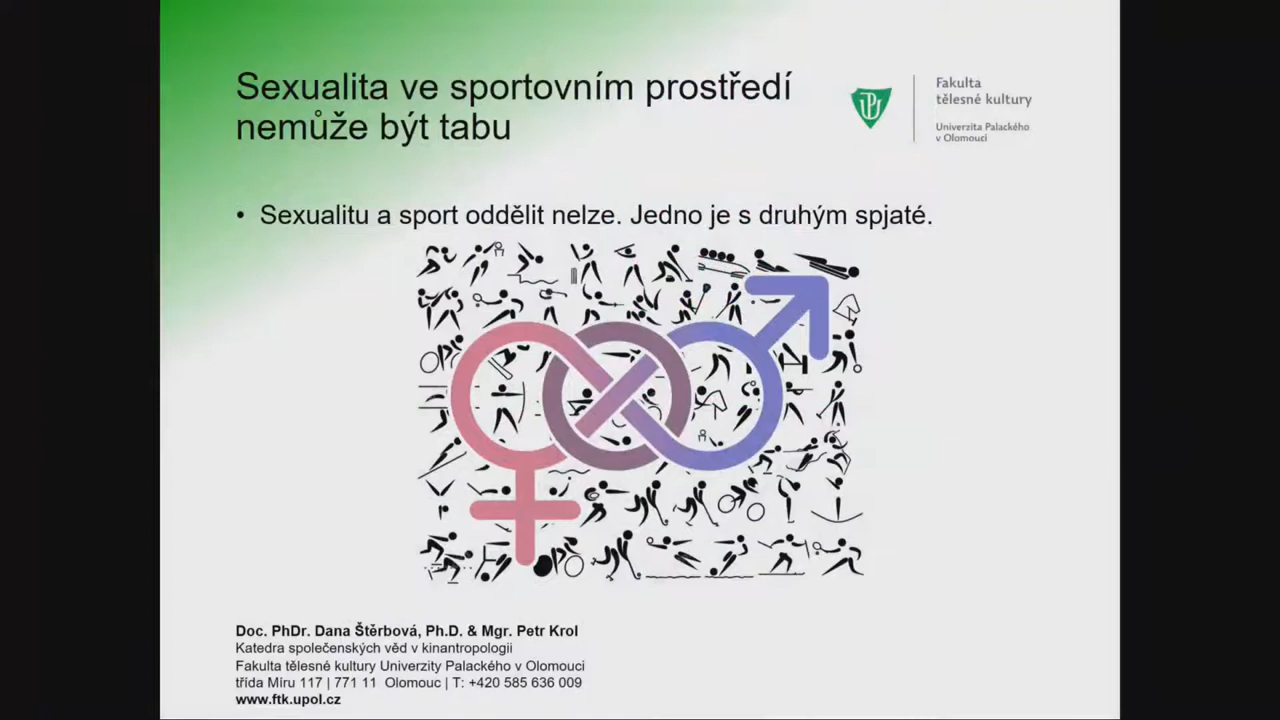 Sexualita ve sportovním prostředí
nemůže být tabu
Fakulta
tělesné kultury
Univerzita Palackého
v Olomouci
• Sexualitu a sport oddělit nelze. Jedno je s druhým spjaté.
Doc. PhDr. Dana Štěrbová, Ph.D. & Mgr. Petr Krol
Katedra společenských věd v kinantropologii
Fakulta tělesné kultury Univerzity Palackého v Olomouci
třída Míru 117 | 771 11 Olomouc | T: +420 585 636 009
www.ftk.upol.cz